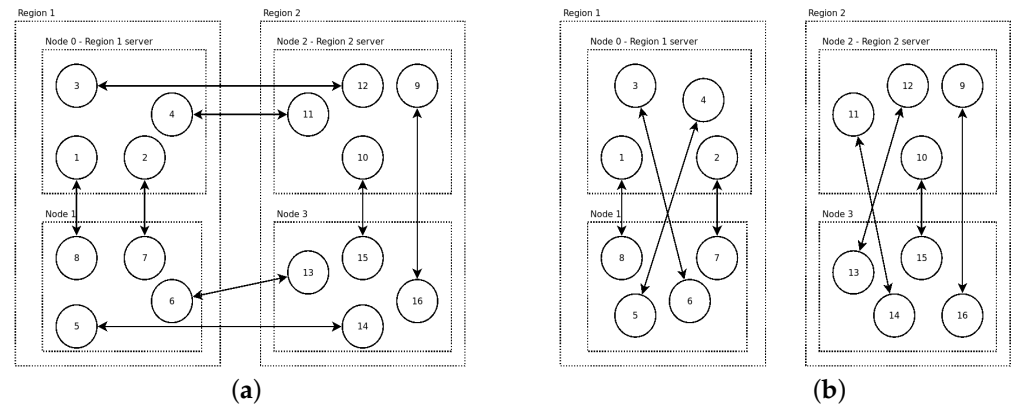 Region 1
Region 2
Node 0 - Region 1 server
Node 2 - Region 2 server
3
12
9
4
11
1
2
10
Node 1
Node 3
8
7
15
13
6
16
5
14
(a)
Region 1
Region 2
Node 0 - Region 1 server
Node 2 - Region 2 server
3
4
12
9
11
1
2
10
Node 1
Node 3
8
7
15
13
6
5
14
16
(b)